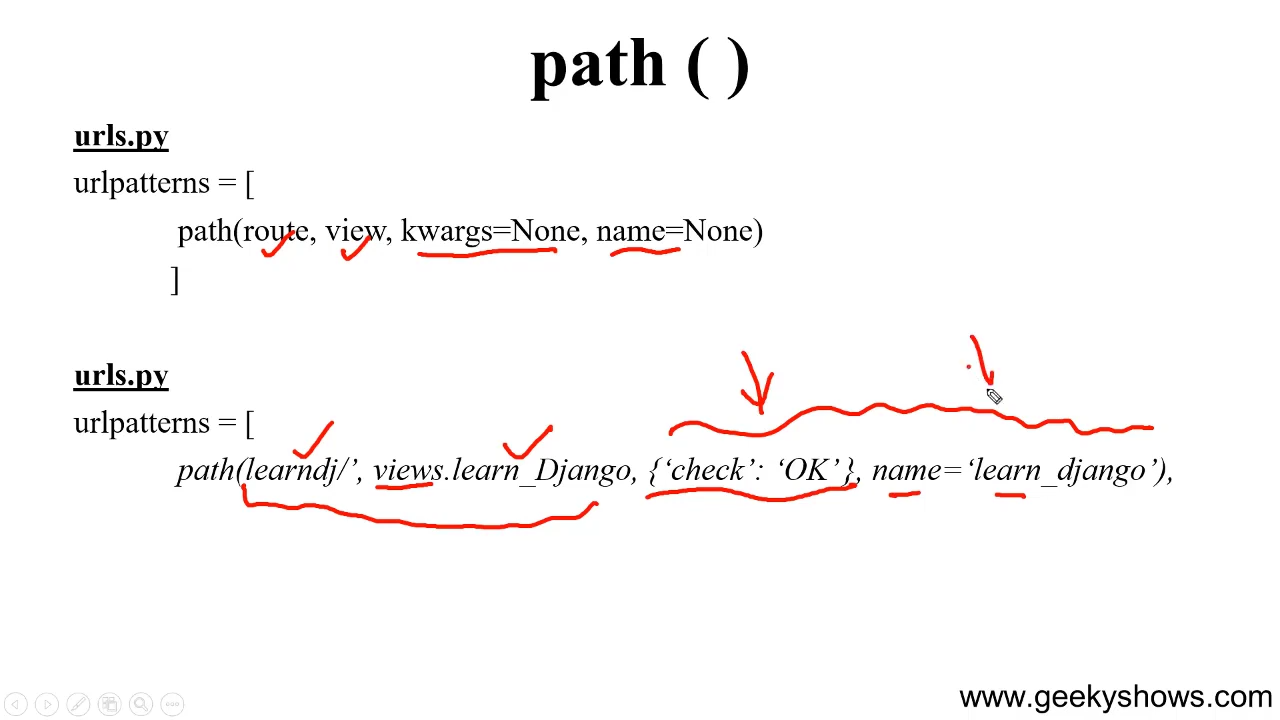 path ( )
urls.py
urlpatterns = [
path(route, view, kwargs=None, name=None)
]
urls.py
urlpatterns = [
path(learndj/’, views.learn_Django, {‘check’: ‘OK’}, name=‘learn_django’),
www.geekyshows.com